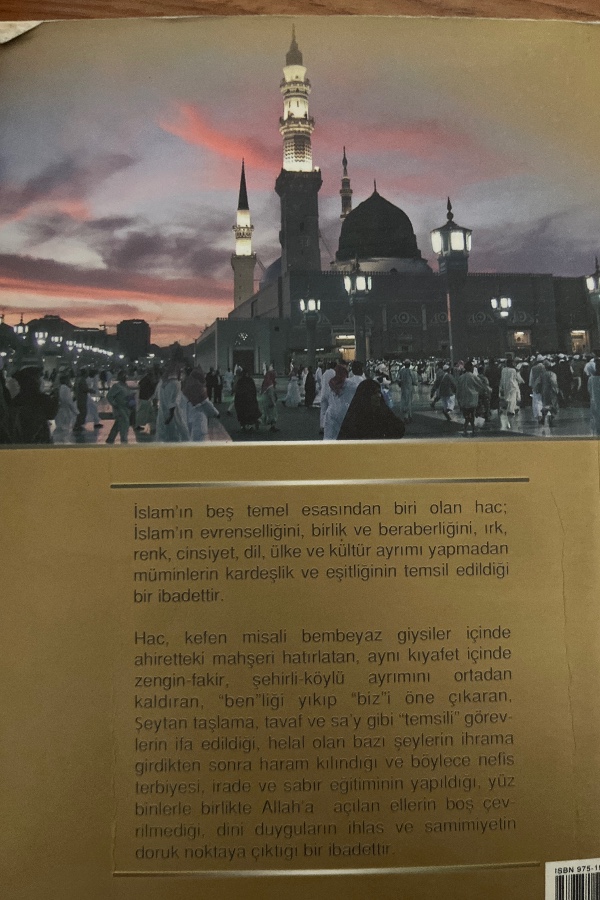 İslam'ın beş temel esasından biri olan hac;
İslam'ın evrenselliğini, birlik ve beraberliğini, ırk,
renk, cinsiyet, dil, ülke ve kültür ayrımı yapmadan
müminlerin kardeşlik ve eşitliğinin temsil edildiği
bir ibadettir.
Hac, kefen misali bembeyaz giysiler içinde
ahiretteki mahşeri hatırlatan, aynı kıyafet içinde
zengin-fakir, şehirli-köylü ayrımını ortadan
kaldıran, "ben"liği yıkıp "biz"i öne çıkaran,
Şeytan taşlama, tavaf ve sa'y gibi "temsili" görev-
lerin ifa edildiği, helal olan bazı şeylerin ihrama
girdikten sonra haram kılındığı ve böylece nefis
terbiyesi, irade ve sabır eğitiminin yapıldığı, yüz
binlerle birlikte Allah'a açılan ellerin boş çev-
rilmediği, dini duyguların ihlas ve samimiyetin
doruk noktaya çıktığı bir ibadettir.
ISBN 975-1